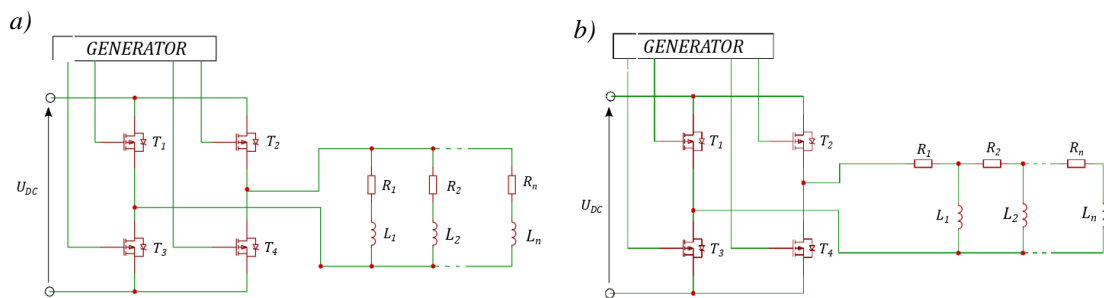 a)
GENERATOR
T1
T2
UDC
R1
R2
Rn
L1
L2
Ln
T3
T4
b)
GENERATOR
T1
T2
R1
R2
Rn
UDC
L1
L2
Ln
T3
T4